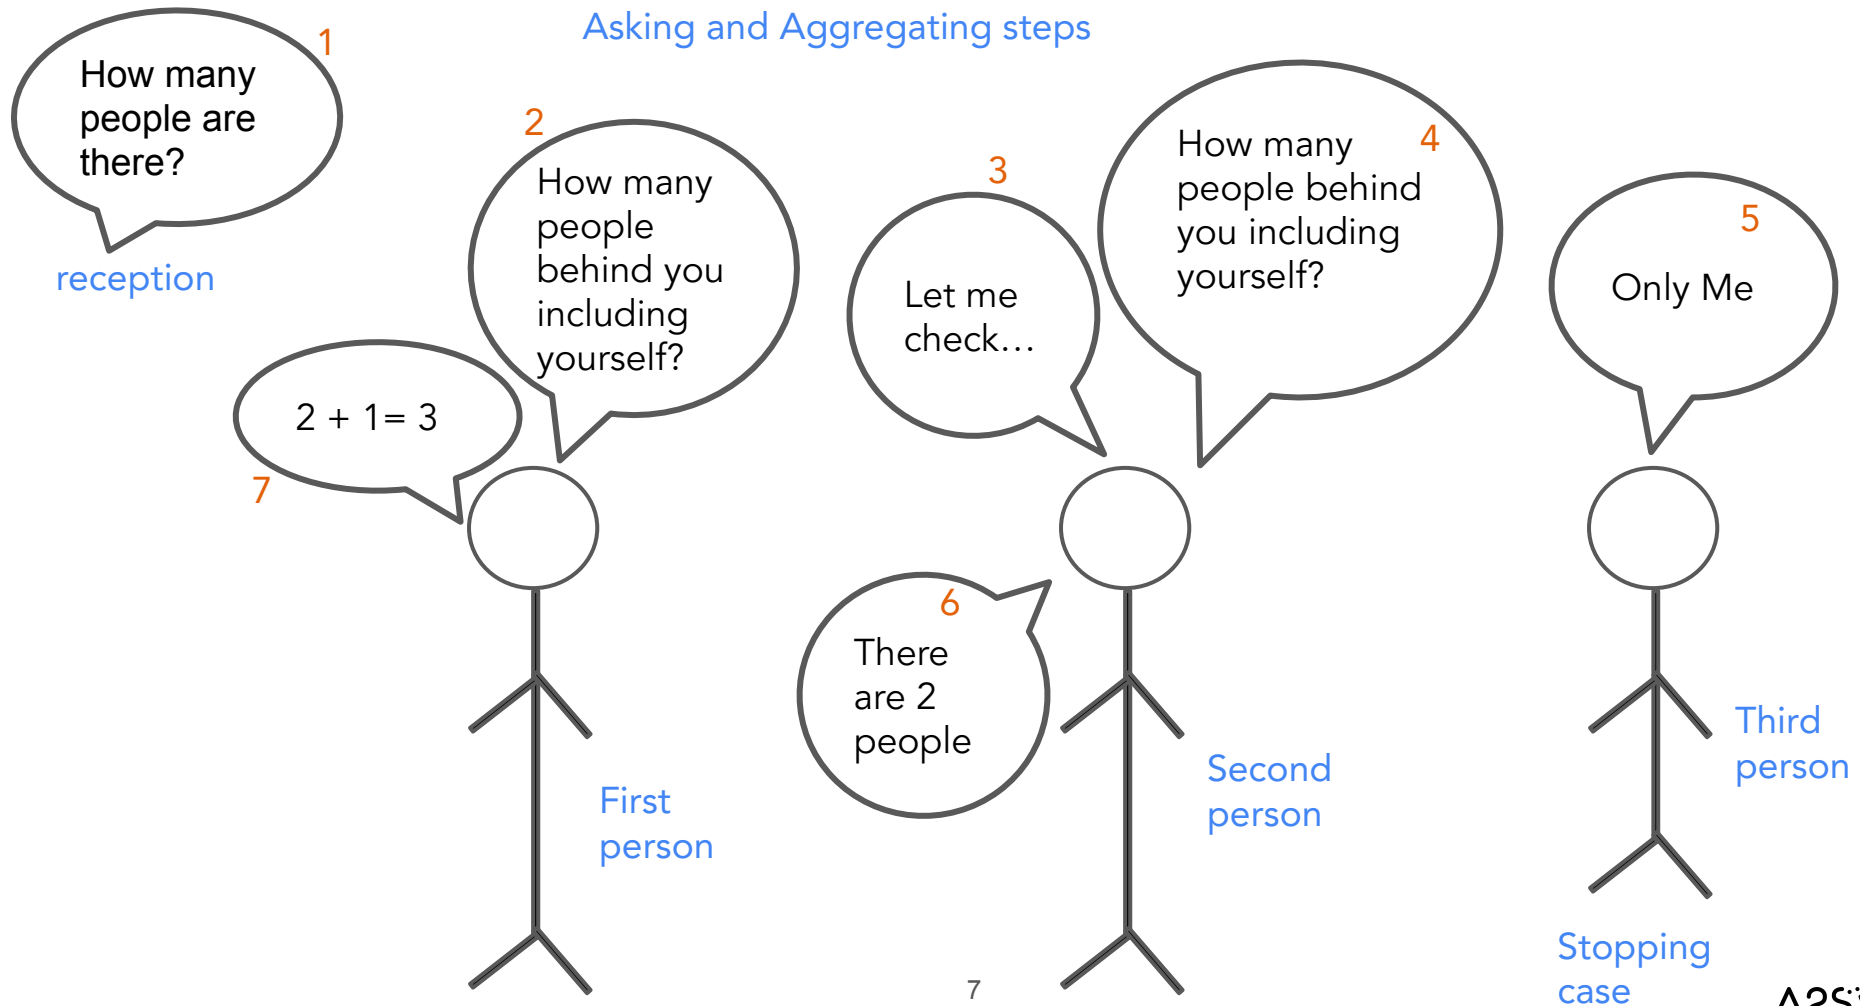 Asking and Aggregating steps
1
How many
people are
there?
reception
2
How many
people
behind you
including
yourself?
3
Let me
check...
4
How many
people behind
you including
yourself?
5
Only Me
6
There
are 2
people
2 + 1= 3
7
First
person
Second
person
Third
person
Stopping
case
7